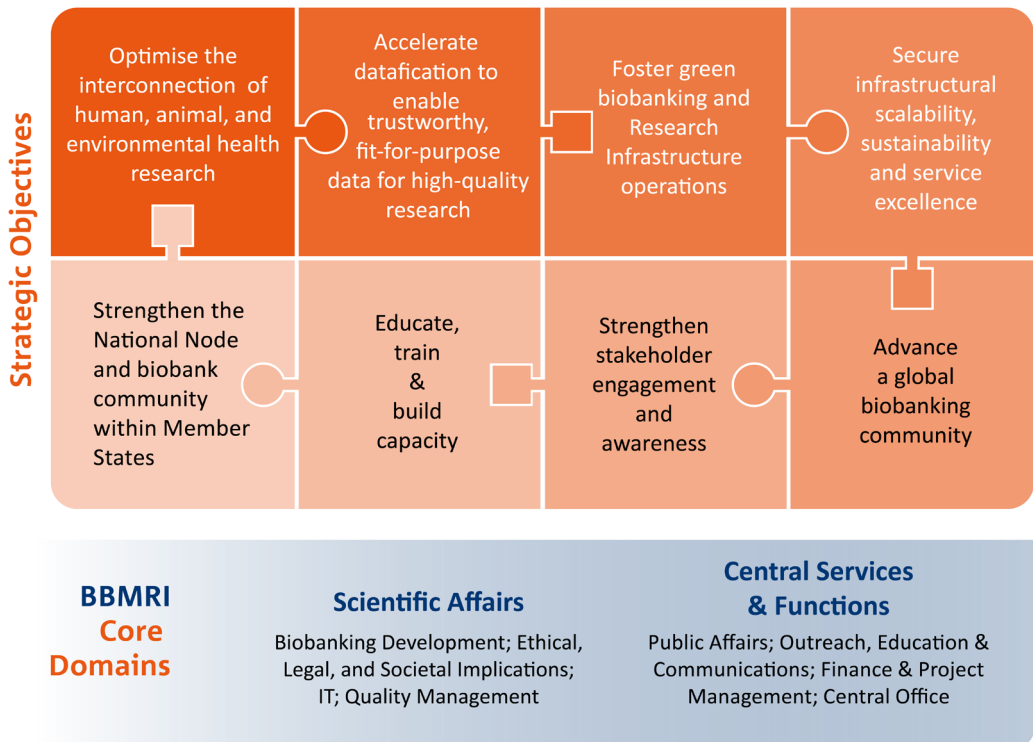 Strategic Objectives
Optimise the
interconnection of
human, animal, and
environmental health
research
Accelerate
datafication to
enable
trustworthy,
fit-for-purpose
data for high-quality
research
Foster green
biobanking and
Research
Infrastructure
operations
Secure
infrastructural
scalability,
sustainability
and service
excellence
Strengthen the
National Node
and biobank
community
within Member
States
Educate,
train
&
build
capacity
Strengthen
stakeholder
engagement
and
awareness
Advance
a global
biobanking
community
BBMRI
Core
Domains
Scientific Affairs
Biobanking Development; Ethical,
Legal, and Societal Implications;
IT; Quality Management
Central Services
& Functions
Public Affairs; Outreach, Education &
Communications; Finance & Project
Management; Central Office